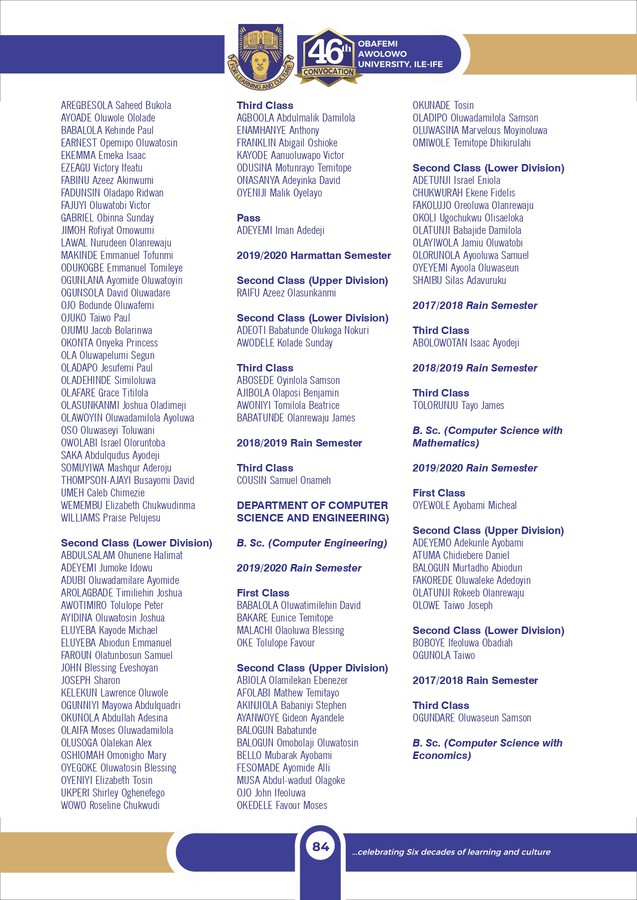 FOR LEARNING AND CULTURE
46th
CONVOCATION
OBAFEMI
AWOLOWO
UNIVERSITY, ILE-IFE
AREGBESOLA Saheed Bukola
AYOADE Oluwole Ololade
BABALOLA Kehinde Paul
EARNEST Opemipo Oluwatosin
EKEMMA Emeka Isaac
EZEAGU Victory Ifeatu
FABINU Azeez Akinwumi
FADUNSIN Oladapo Ridwan
FAJUYI Oluwatobi Victor
GABRIEL Obinna Sunday
JIMOH Rofiyat Omowumi
LAWAL Nurudeen Olanrewaju
MAKINDE Emmanuel Tofunmi
ODUKOGBE Emmanuel Tomileye
OGUNLANA Ayomide Oluwatoyin
OGUNSOLA David Oluwadare
OJO Bodunde Oluwafemi
OJUKO Taiwo Paul
OJUMU Jacob Bolarinwa
OKONTA Onyeka Princess
OLA Oluwapelumi Segun
OLADAPO Jesufemi Paul
OLADEHINDE Similoluwa
OLAFARE Grace Titilola
OLASUNKANMI Joshua Oladimeji
OLAWOYIN Oluwadamilola Ayoluwa
OSO Oluwaseyi Toluwani
OWOLABI Israel Oloruntoba
SAKA Abdulqudus Ayodeji
SOMUYIWA Mashqur Aderoju
THOMPSON-AJAYI Busayomi David
UMEH Caleb Chimezie
WEMEMBU Elizabeth Chukwudinma
WILLIAMS Praise Pelujesu
Second Class (Lower Division)
ABDULSALAM Ohunene Halimat
ADEYEMI Jumoke Idowu
ADUBI Oluwadamilare Ayomide
AROLAGBADE Timiliehin Joshua
AWOTIMIRO Tolulope Peter
AYIDINA Oluwatosin Joshua
ELUYEBA Kayode Michael
ELUYEBA Abiodun Emmanuel
FAROUN Olatunbosun Samuel
JOHN Blessing Eveshoyan
JOSEPH Sharon
KELEKUN Lawrence Oluwole
OGUNNIYI Mayowa Abdulquadri
OKUNOLA Abdullah Adesina
OLAIFA Moses Oluwadamilola
OLUSOGA Olalekan Alex
OSHIOMAH Omonigho Mary
OYEGOKE Oluwatosin Blessing
OYENIYI Elizabeth Tosin
UKPERI Shirley Oghenefego
WOWO Roseline Chukwudi
Third Class
AGBOOLA Abdulmalik Damilola
ENAMHANYE Anthony
FRANKLIN Abigail Oshioke
KAYODE Aanuoluwapo Victor
ODUSINA Motunrayo Temitope
ONASANYA Adeyinka David
OYENIJI Malik Oyelayo
Pass
ADEYEMI Iman Adedeji
2019/2020 Harmattan Semester
Second Class (Upper Division)
RAIFU Azeez Olasunkanmi
Second Class (Lower Division)
ADEOTI Babatunde Olukoga Nokuri
AWODELE Kolade Sunday
Third Class
ABOSEDE Oyinlola Samson
AJIBOLA Olaposi Benjamin
AWONIYI Tomilola Beatrice
BABATUNDE Olanrewaju James
2018/2019 Rain Semester
Third Class
COUSIN Samuel Onameh
DEPARTMENT OF COMPUTER
SCIENCE AND ENGINEERING)
B. Sc. (Computer Engineering)
2019/2020 Rain Semester
First Class
BABALOLA Oluwatimilehin David
BAKARE Eunice Temitope
MALACHI Olaoluwa Blessing
OKE Tolulope Favour
Second Class (Upper Division)
ABIOLA Olamilekan Ebenezer
AFOLABI Mathew Temitayo
AKINJIOLA Babaniyi Stephen
AYANWOYE Gideon Ayandele
BALOGUN Babatunde
BALOGUN Omobolaji Oluwatosin
BELLO Mubarak Ayobami
FESOMADE Ayomide Alli
MUSA Abdul-wadud Olagoke
OJO John Ifeoluwa
OKEDELE Favour Moses
OKUNADE Tosin
OLADIPO Oluwadamilola Samson
OLUWASINA Marvelous Moyinoluwa
OMIWOLE Temitope Dhikirulahi
Second Class (Lower Division)
ADETUNJI Israel Eniola
CHUKWURAH Ekene Fidelis
FAKOLUJO Oreoluwa Olanrewaju
OKOLI Ugochukwu Olisaeloka
OLATUNJI Babajide Damilola
OLAYIWOLA Jamiu Oluwatobi
OLORUNOLA Ayooluwa Samuel
OYEYEMI Ayoola Oluwaseun
SHAIBU Silas Adavuruku
2017/2018 Rain Semester
Third Class
ABOLOWOTAN Isaac Ayodeji
2018/2019 Rain Semester
Third Class
TOLORUNJU Tayo James
B. Sc. (Computer Science with
Mathematics)
2019/2020 Rain Semester
First Class
OYEWOLE Ayobami Micheal
Second Class (Upper Division)
ADEYEMO Adekunle Ayobami
ATUMA Chidiebere Daniel
BALOGUN Murtadho Abiodun
FAKOREDE Oluwaleke Adedoyin
OLATUNJI Rokeeb Olanrewaju
OLOWE Taiwo Joseph
Second Class (Lower Division)
BOBOYE Ifeoluwa Obadiah
OGUNOLA Taiwo
2017/2018 Rain Semester
Third Class
OGUNDARE Oluwaseun Samson
B. Sc. (Computer Science with
Economics)
84
...celebrating Six decades of learning and culture